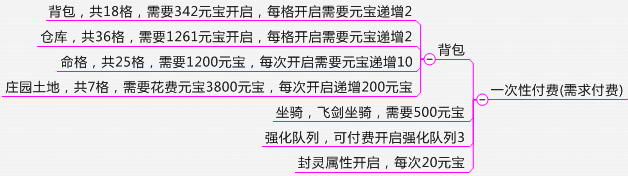 背包，共18格，需要342元宝开启，每格开启需要元宝递增2
仓库，共36格，需要1261元宝开启，每格开启需要元宝递增2
命格，共25格，需要1200元宝，每次开启需要元宝递增10
庄园土地，共7格，需要花费元宝3800元宝，每次开启递增200元宝
背包
坐骑，飞剑坐骑，需要500元宝
强化队列，可付费开启强化队列3
封灵属性开启，每次20元宝
一次性付费(需求付费)